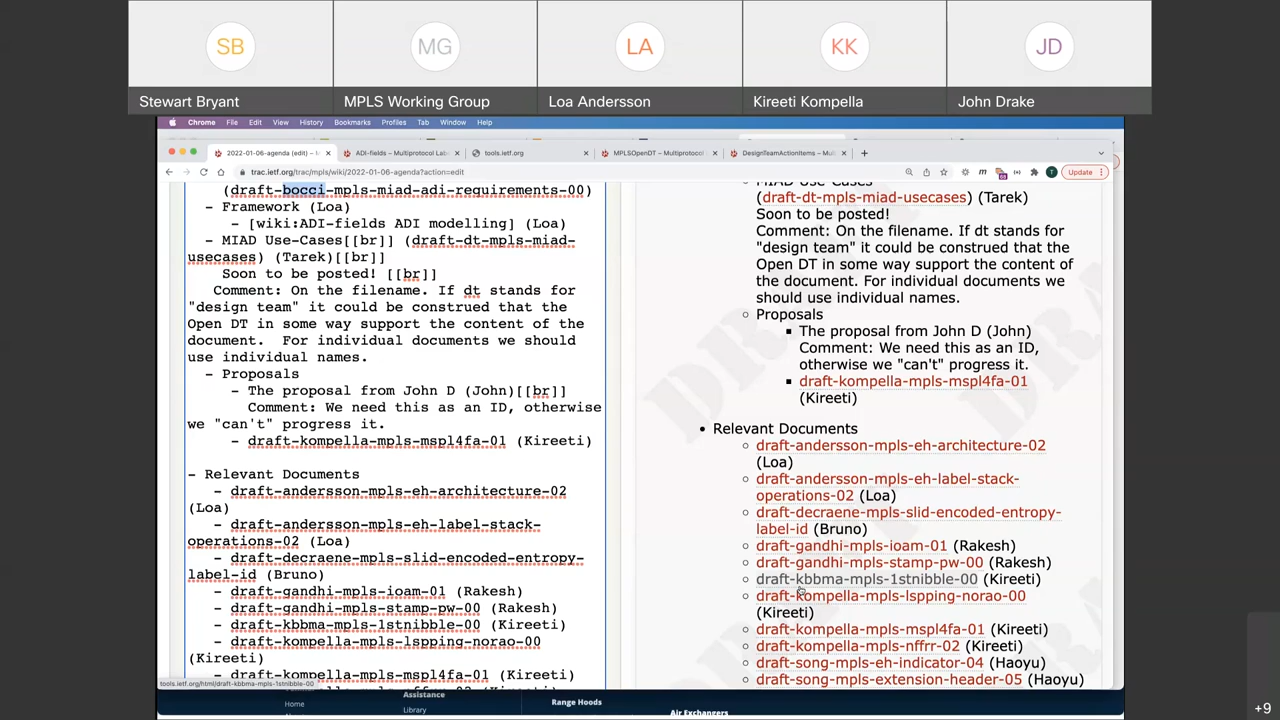 SB
MG
LA
KK
JD
Stewart Bryant
MPLS Working Group
Loa Andersson
Kireeti Kompella
John Drake
Chrome File Edit View History Bookmarks Profiles Tab Window Help
2022-01-06-agenda (edit) –
ADI-fields – Multiprotocol Lab
tools.ietf.org
MPLSOpenDT – Multiprotocol
DesignTeamActionItems – Mu
trac.ietf.org/trac/mpls/wiki/2022-01-06-agenda?action=edit
Update
(draft-bocci-mpls-miad-adi-requirements-00)
- Framework (Loa)
- [wiki:ADI-fields ADI modelling] (Loa)
- MIAD Use-Cases[[br]] (draft-dt-mpls-miad-
usecases) (Tarek)[[br]]
Soon to be posted! [[br]]
Comment: On the filename. If dt stands for
"design team" it could be construed that the
Open DT in some way support the content of the
document. For individual documents we should
use individual names.
- Proposals
- The proposal from John D (John)[[br]]
Comment: We need this as an ID, otherwise
we "can't" progress it.
- draft-kompella-mpls-mspl4fa-01 (Kireeti)
- Relevant Documents
- draft-andersson-mpls-eh-architecture-02
(Loa)
- draft-andersson-mpls-eh-label-stack-
operations-02 (Loa)
- draft-decraene-mpls-slid-encoded-entropy-
label-id (Bruno)
- draft-gandhi-mpls-ioam-01 (Rakesh)
- draft-gandhi-mpls-stamp-pw-00 (Rakesh)
- draft-kbbma-mpls-1stnibble-00 (Kireeti)
- draft-kompella-mpls-lspping-norao-00
(Kireeti)
- draft-kompella-mpls-mspl4fa-01 (Kireeti)
MIAD Use-Cases
(draft-dt-mpls-miad-usecases) (Tarek)
Soon to be posted!
Comment: On the filename. If dt stands for
"design team" it could be construed that the
Open DT in some way support the content of
the document. For individual documents we
should use individual names.
Proposals
The proposal from John D (John)
Comment: We need this as an ID,
otherwise we "can't" progress it.
draft-kompella-mpls-mspl4fa-01
(Kireeti)
Relevant Documents
draft-andersson-mpls-eh-architecture-02
(Loa)
draft-andersson-mpls-eh-label-stack-
operations-02 (Loa)
draft-decraene-mpls-slid-encoded-entropy-
label-id (Bruno)
draft-gandhi-mpls-ioam-01 (Rakesh)
draft-gandhi-mpls-stamp-pw-00 (Rakesh)
draft-kbbma-mpls-1stnibble-00 (Kireeti)
draft-kompella-mpls-lspping-norao-00
(Kireeti)
draft-kompella-mpls-mspl4fa-01 (Kireeti)
draft-kompella-mpls-nffrr-02 (Kireeti)
draft-song-mpls-eh-indicator-04 (Haoyu)
draft-song-mpls-extension-header-05 (Haoyu)
tools.ietf.org/html/draft-kbbma-mpls-1stnibble-00
Home
Assistance
Library
Range Hoods
Air Exchangers
+9